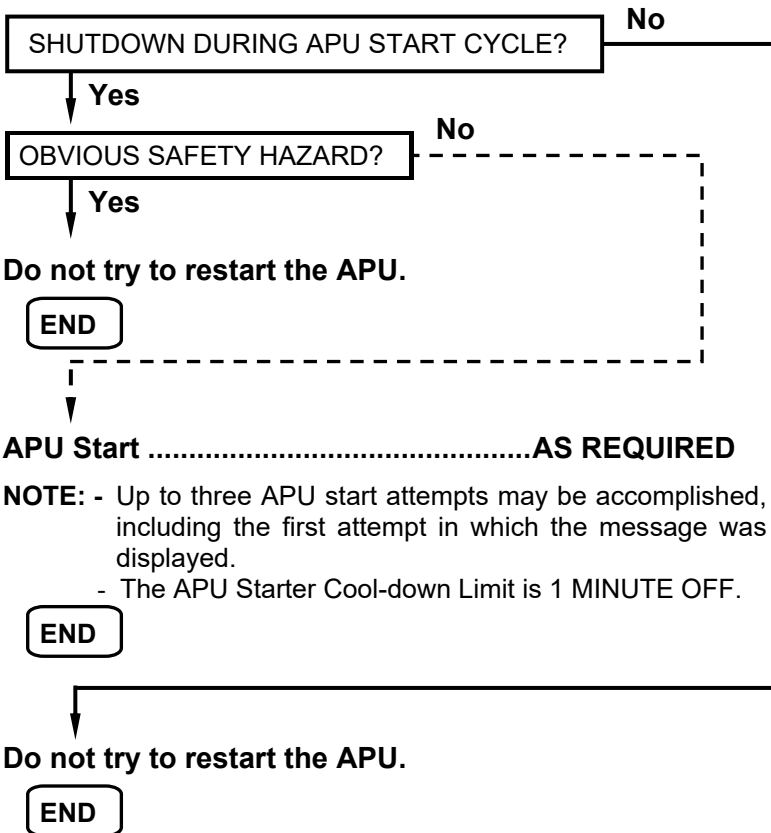 No
SHUTDOWN DURING APU START CYCLE?
Yes
No
OBVIOUS SAFETY HAZARD?
Yes
Do not try to restart the APU.
END
APU Start ...............................................AS REQUIRED
NOTE: - Up to three APU start attempts may be accomplished,
including the first attempt in which the message was
displayed.
- The APU Starter Cool-down Limit is 1 MINUTE OFF.
END
Do not try to restart the APU.
END